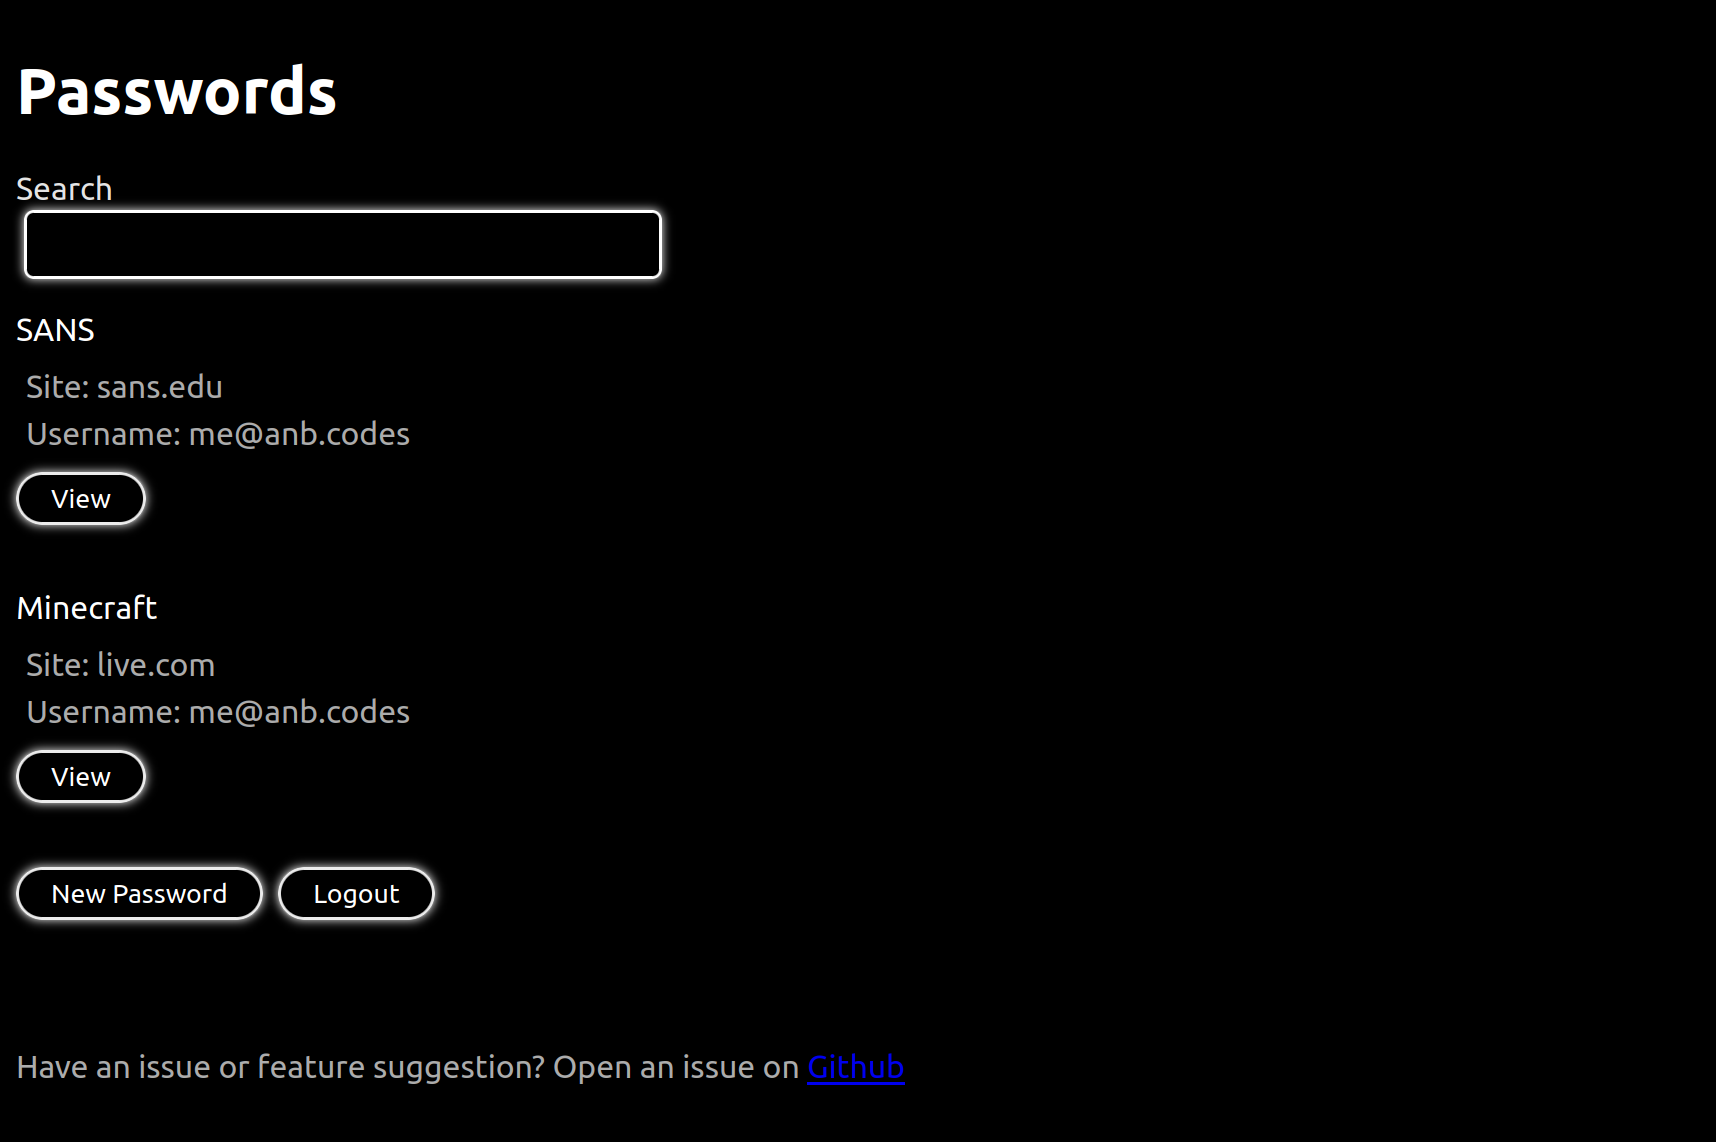 Passwords
Search
SANS
Site: sans.edu
Username: me@anb.codes
View
Minecraft
Site: live.com
Username: me@anb.codes
View
New Password Logout
Have an issue or feature suggestion? Open an issue on Github